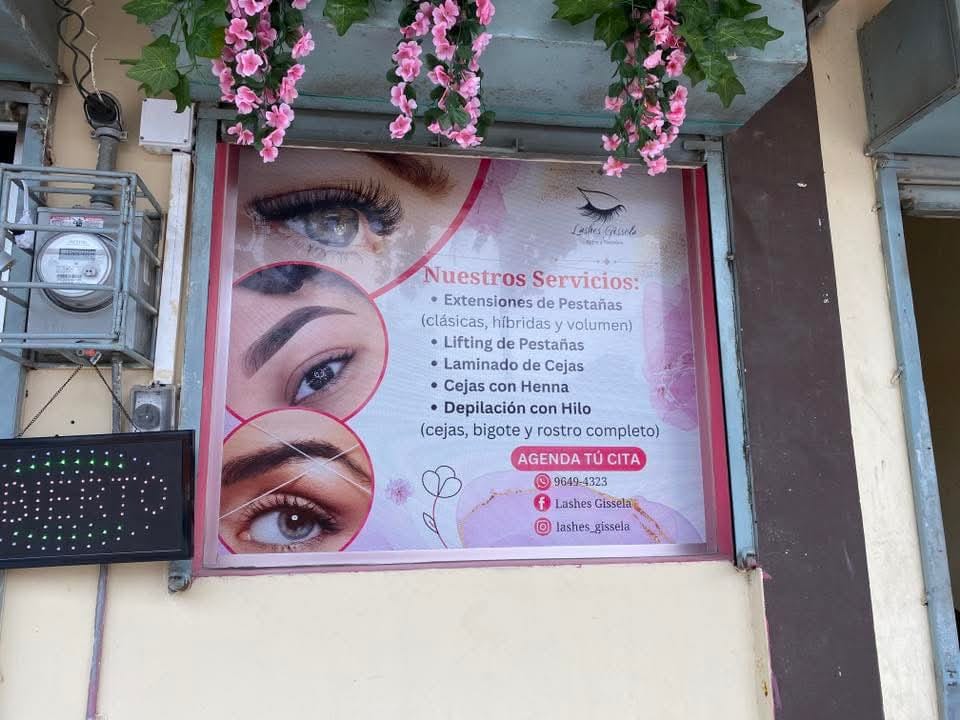 Lashes Gissela
Nuestros Servicios:
• Extensiones de Pestañas
(clásicas, híbridas y volumen)
• Lifting de Pestañas
• Laminado de Cejas
• Cejas con Henna
• Depilación con Hilo
(cejas, bigote y rostro completo)
AGENDA TÚ CITA
9649-4323
Lashes Gissela
lashes_gissela
ABIERTO